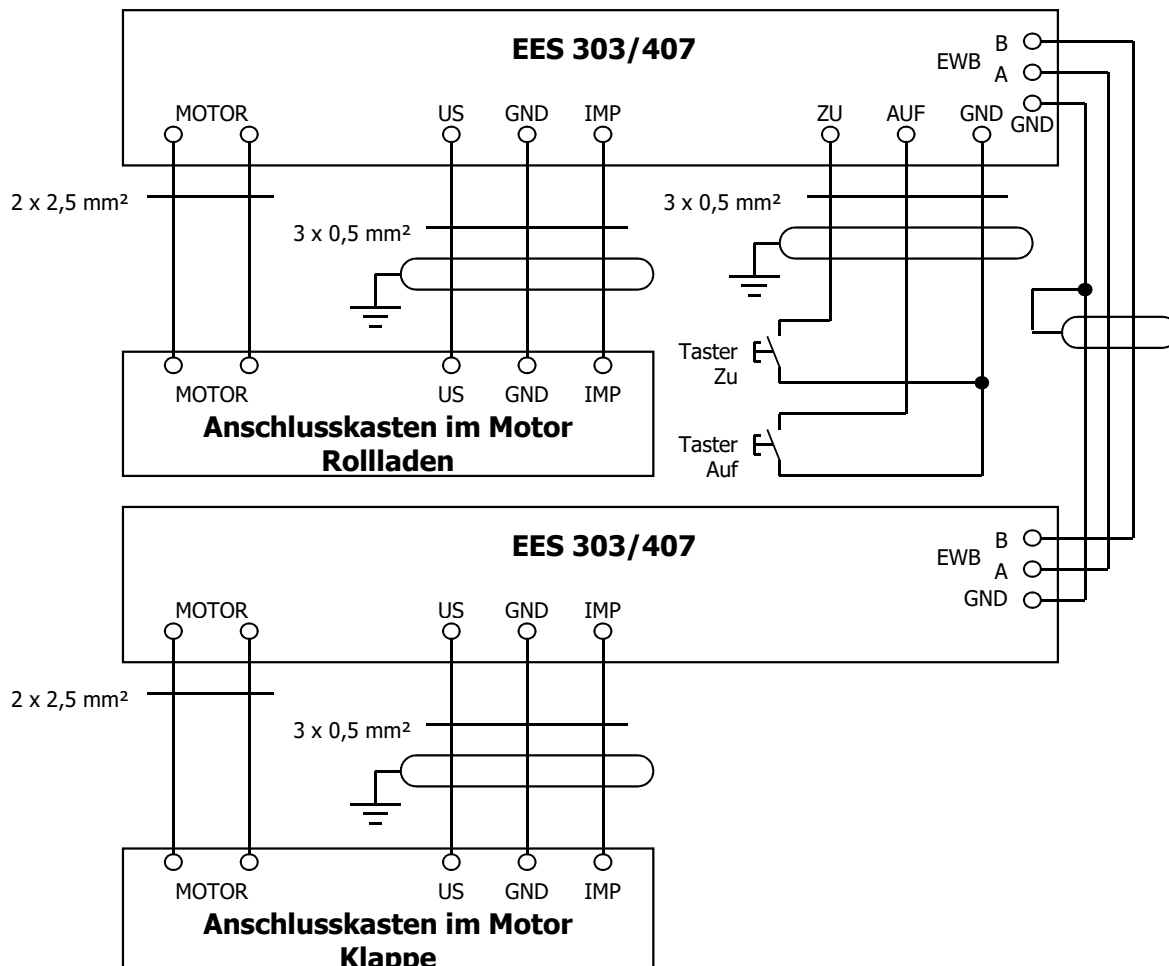 EES 303/407
B
EWB
A
GND
MOTOR
US
GND
IMP
ZU
AUF
GND
2 x 2,5 mm²
3 x 0,5 mm²
3 x 0,5 mm²
Taster
Zu
Taster
Auf
MOTOR
US
GND
IMP
Anschlusskasten im Motor
Rollladen
EES 303/407
B
EWB
A
GND
MOTOR
US
GND
IMP
2 x 2,5 mm²
3 x 0,5 mm²
MOTOR
US
GND
IMP
Anschlusskasten im Motor
Klappe